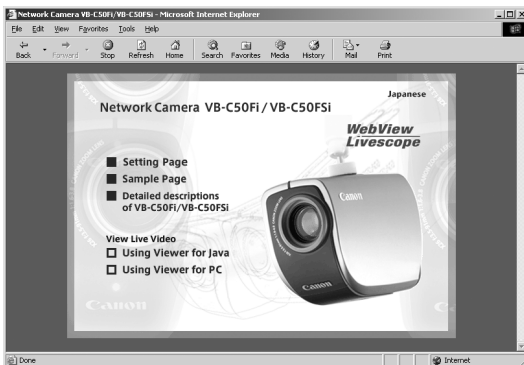 Network Camera VB-C50Fi/VB-C50FSi - Microsoft Internet Explorer
File Edit View Favorites Tools Help
Back Forward Stop Refresh Home Search Favorites Media History Mail Print
Japanese
Network Camera VB-C50Fi / VB-C50FSi
WebView
Livescope
Setting Page
Sample Page
Detailed descriptions
of VB-C50Fi/VB-C50FSi
View Live Video
Using Viewer for Java
Using Viewer for PC
Canon
Canon
Canon
Done Internet